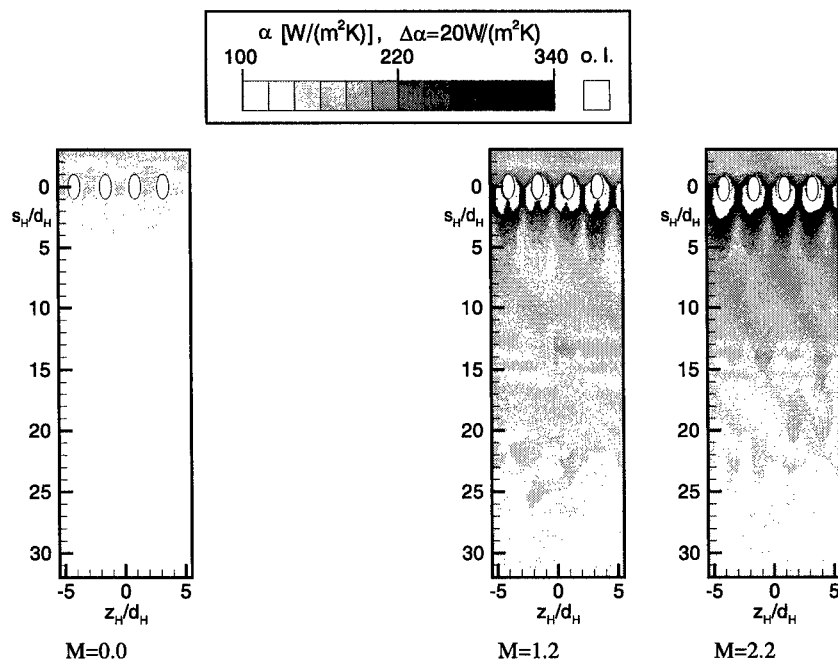 α [W/(m²K)], Δα=20W/(m²K)
100 220 340 o. l.
0 0 0
s_H/d_H s_H/d_H s_H/d_H
5 5 5
10 10 10
15 15 15
20 20 20
25 25 25
30 30 30
-5 0 5 -5 0 5 -5 0 5
z_H/d_H z_H/d_H z_H/d_H
M=0.0 M=1.2 M=2.2